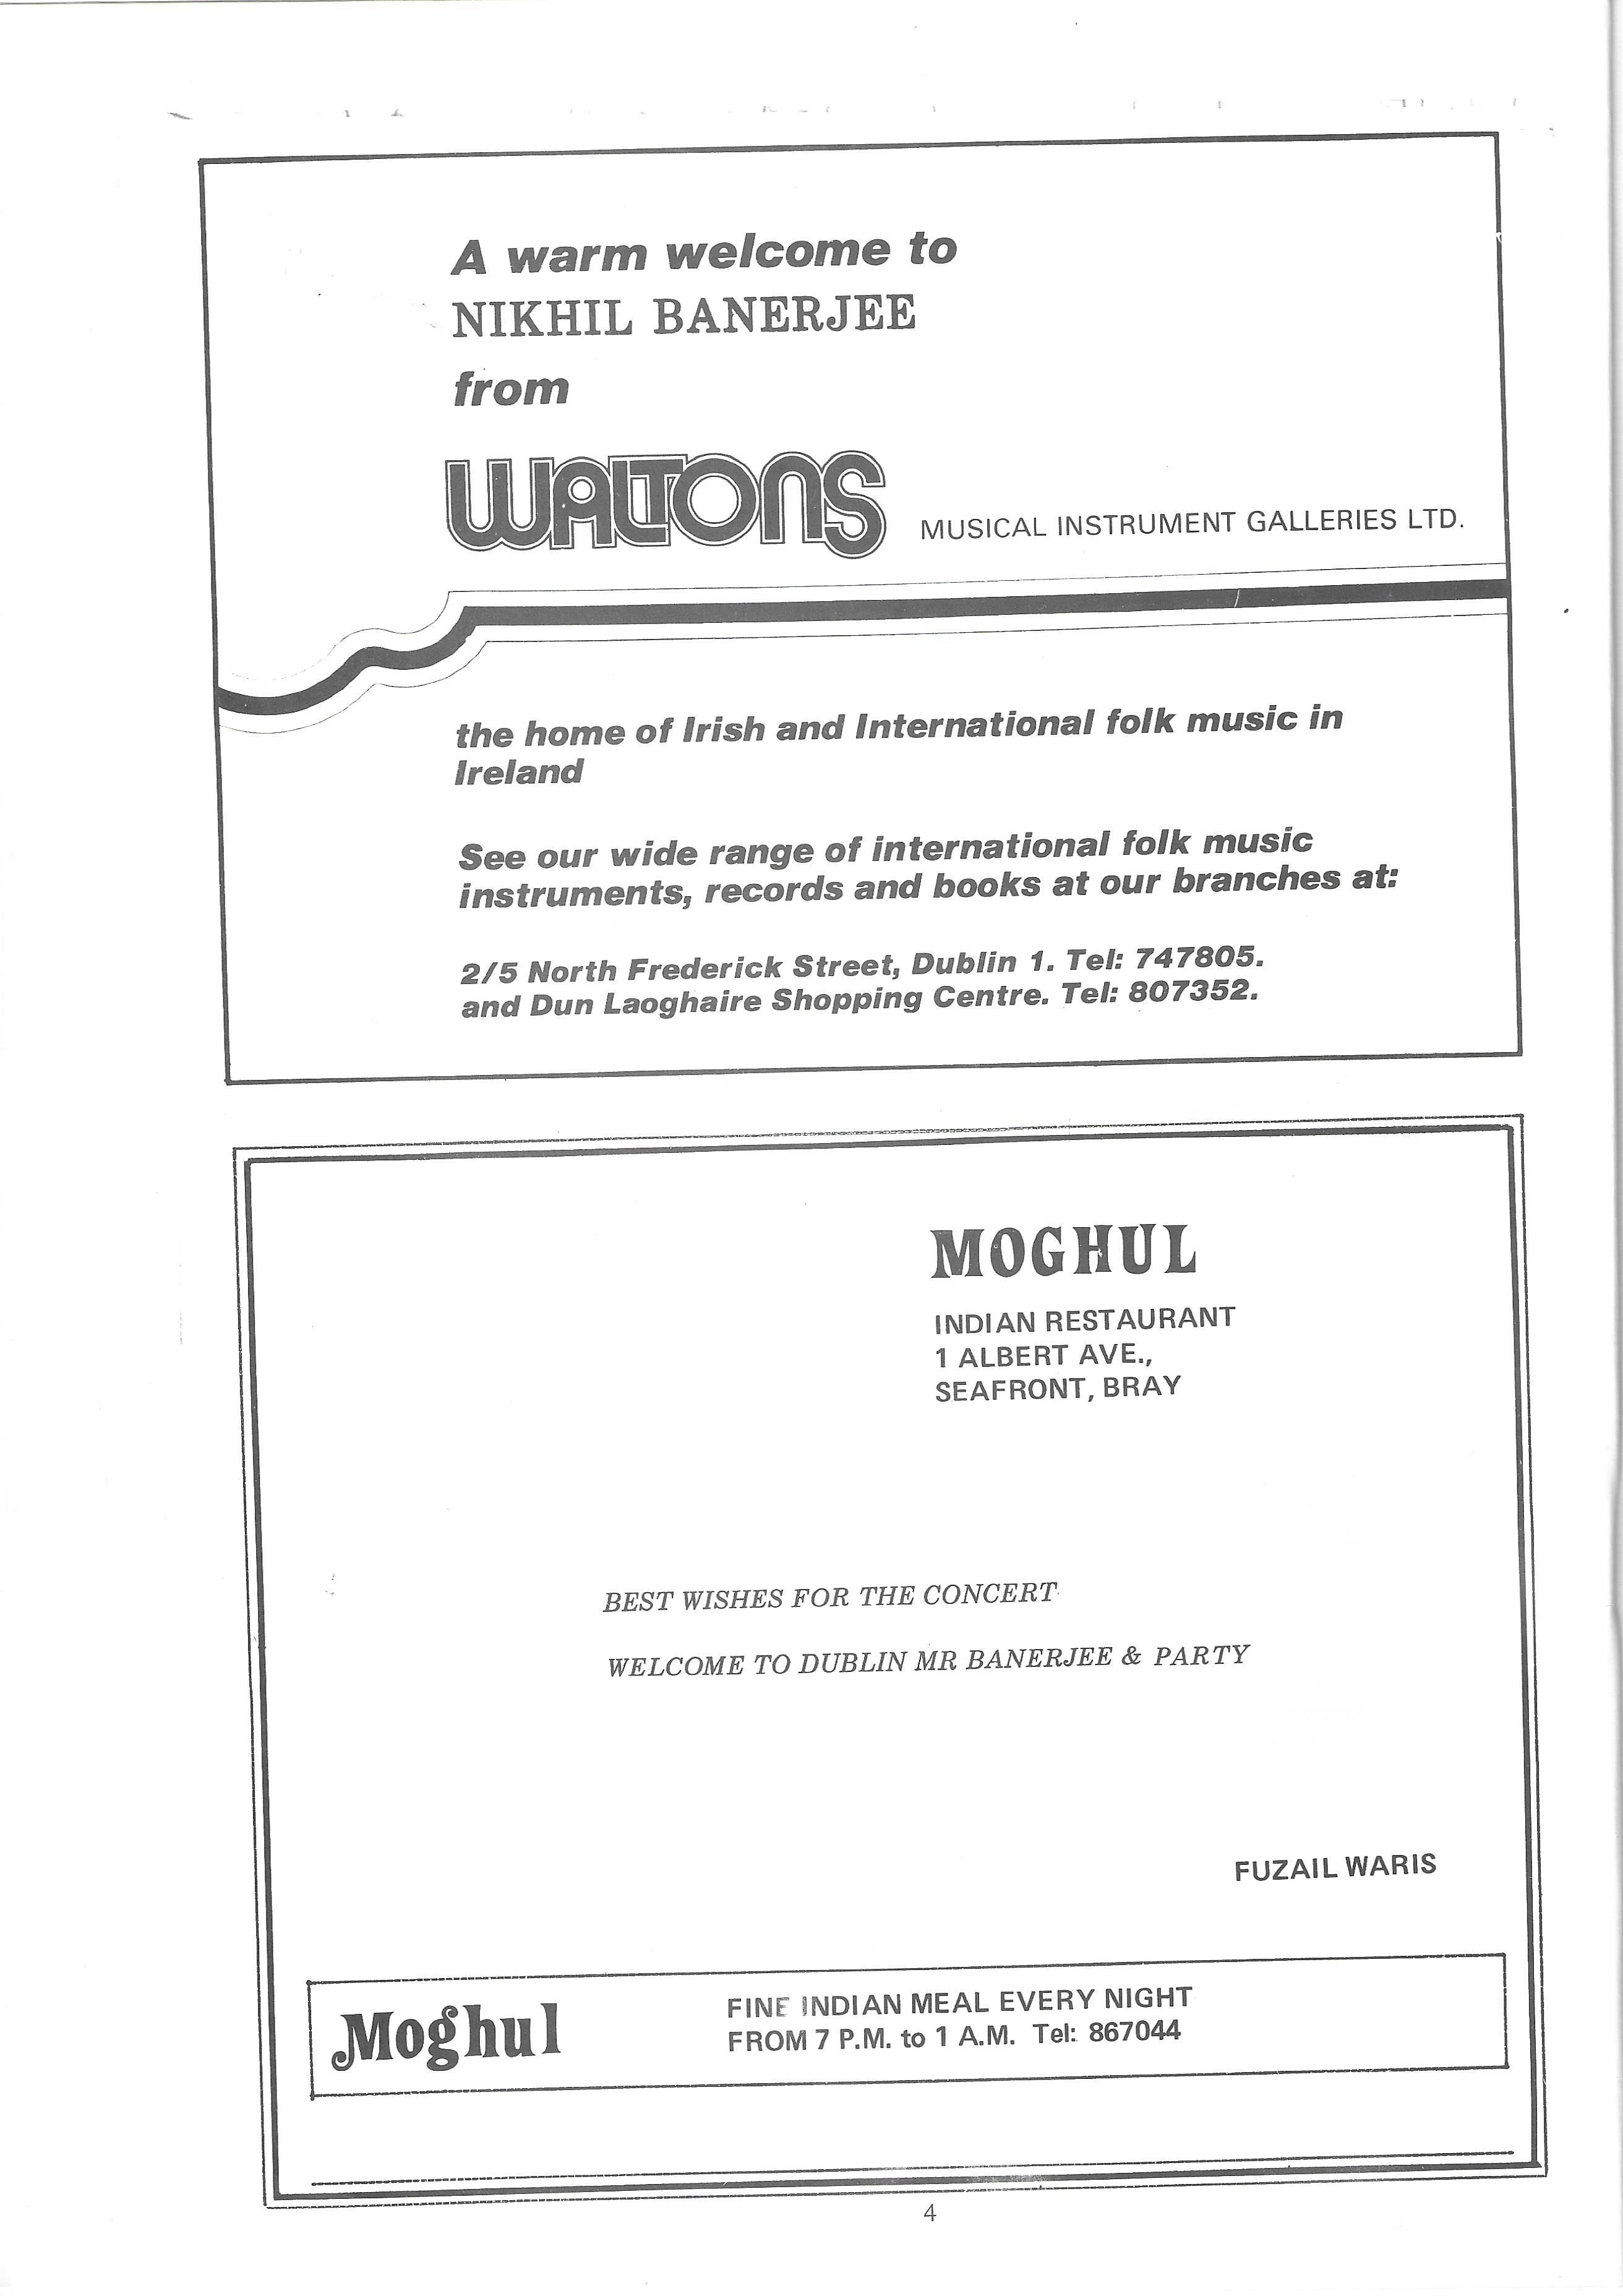 A warm welcome to
NIKHIL BANERJEE
from
WALTONS MUSICAL INSTRUMENT GALLERIES LTD.
the home of Irish and International folk music in
Ireland
See our wide range of international folk music
instruments, records and books at our branches at:
2/5 North Frederick Street, Dublin 1. Tel: 747805.
and Dun Laoghaire Shopping Centre. Tel: 807352.
MOGHUL
INDIAN RESTAURANT
1 ALBERT AVE.,
SEAFRONT, BRAY
BEST WISHES FOR THE CONCERT
WELCOME TO DUBLIN MR BANERJEE & PARTY
FUZAIL WARIS
Moghul
FINE INDIAN MEAL EVERY NIGHT
FROM 7 P.M. to 1 A.M. Tel: 867044
4